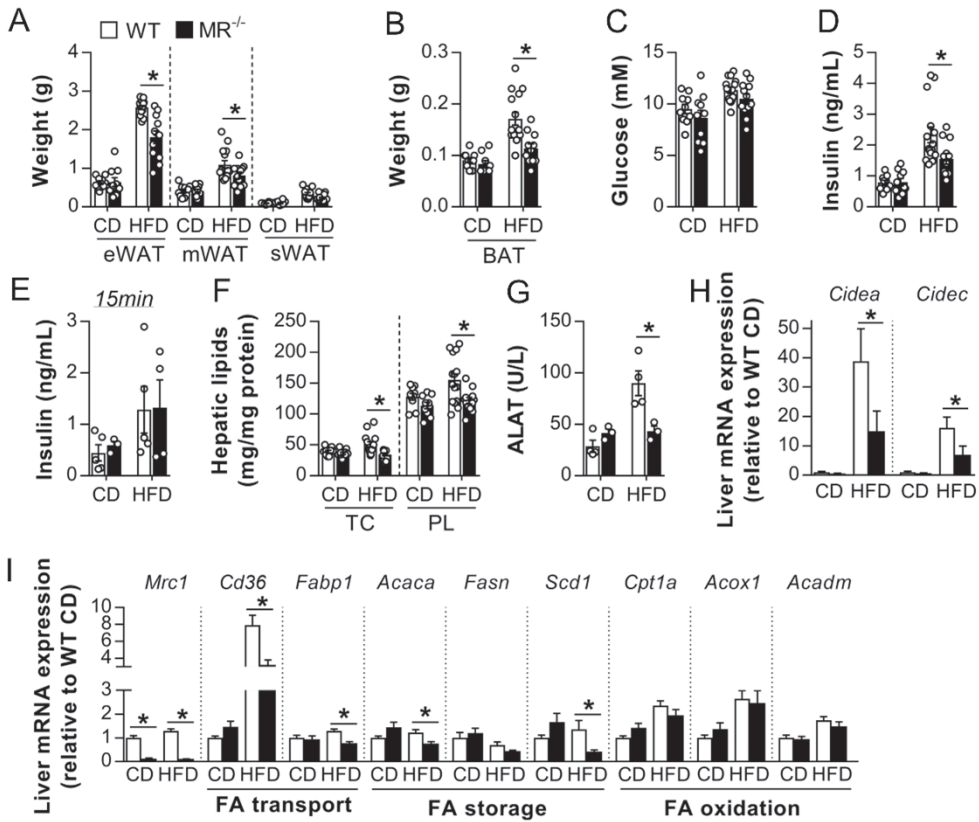 A
WT MR-/-
Weight (g)
4
3
2
1
0
*
*
CD HFD CD HFD CD HFD
eWAT mWAT sWAT
B
Weight (g)
0.3
0.2
0.1
0.0
*
CD HFD
BAT
C
Glucose (mM)
15
10
5
0
CD HFD
D
Insulin (ng/mL)
5
4
3
2
1
0
*
CD HFD
E
15min
Insulin (ng/mL)
3
2
1
0
CD HFD
F
Hepatic lipids
(mg/mg protein)
250
200
150
100
50
0
*
*
CD HFD CD HFD
TC PL
G
ALAT (U/L)
150
100
50
0
*
CD HFD
H
Liver mRNA expression
(relative to WT CD)
Cidea Cidec
50
40
30
20
10
0
*
*
CD HFD CD HFD
I
Liver mRNA expression
(relative to WT CD)
Mrc1 Cd36 Fabp1 Acaca Fasn Scd1 Cpt1a Acox1 Acadm
10
8
6
4
2
1
0
* * * * * *
CD HFD CD HFD CD HFD CD HFD CD HFD CD HFD CD HFD CD HFD CD HFD
FA transport FA storage FA oxidation